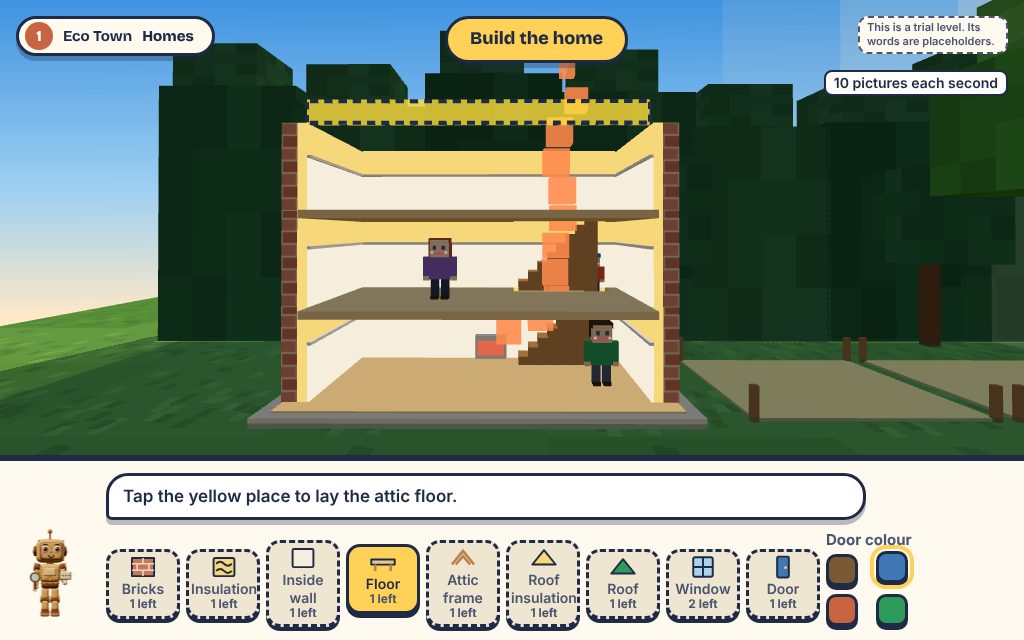 1 Eco Town Homes
Build the home
This is a trial level. Its
words are placeholders.
10 pictures each second
Tap the yellow place to lay the attic floor.
Bricks
1 left
Insulation
1 left
Inside
wall
1 left
Floor
1 left
Attic
frame
1 left
Roof
insulation
1 left
Roof
1 left
Window
2 left
Door
1 left
Door colour